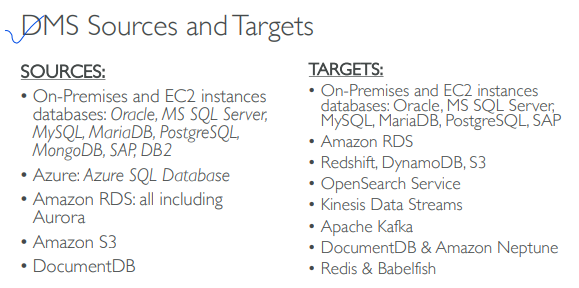 DMS Sources and Targets
SOURCES:
• On-Premises and EC2 instances
databases: Oracle, MS SQL Server,
MySQL, MariaDB, PostgreSQL,
MongoDB, SAP, DB2
• Azure: Azure SQL Database
• Amazon RDS: all including
Aurora
• Amazon S3
• DocumentDB
TARGETS:
• On-Premises and EC2 instances
databases: Oracle, MS SQL Server,
MySQL, MariaDB, PostgreSQL, SAP
• Amazon RDS
• Redshift, DynamoDB, S3
• OpenSearch Service
• Kinesis Data Streams
• Apache Kafka
• DocumentDB & Amazon Neptune
• Redis & Babelfish